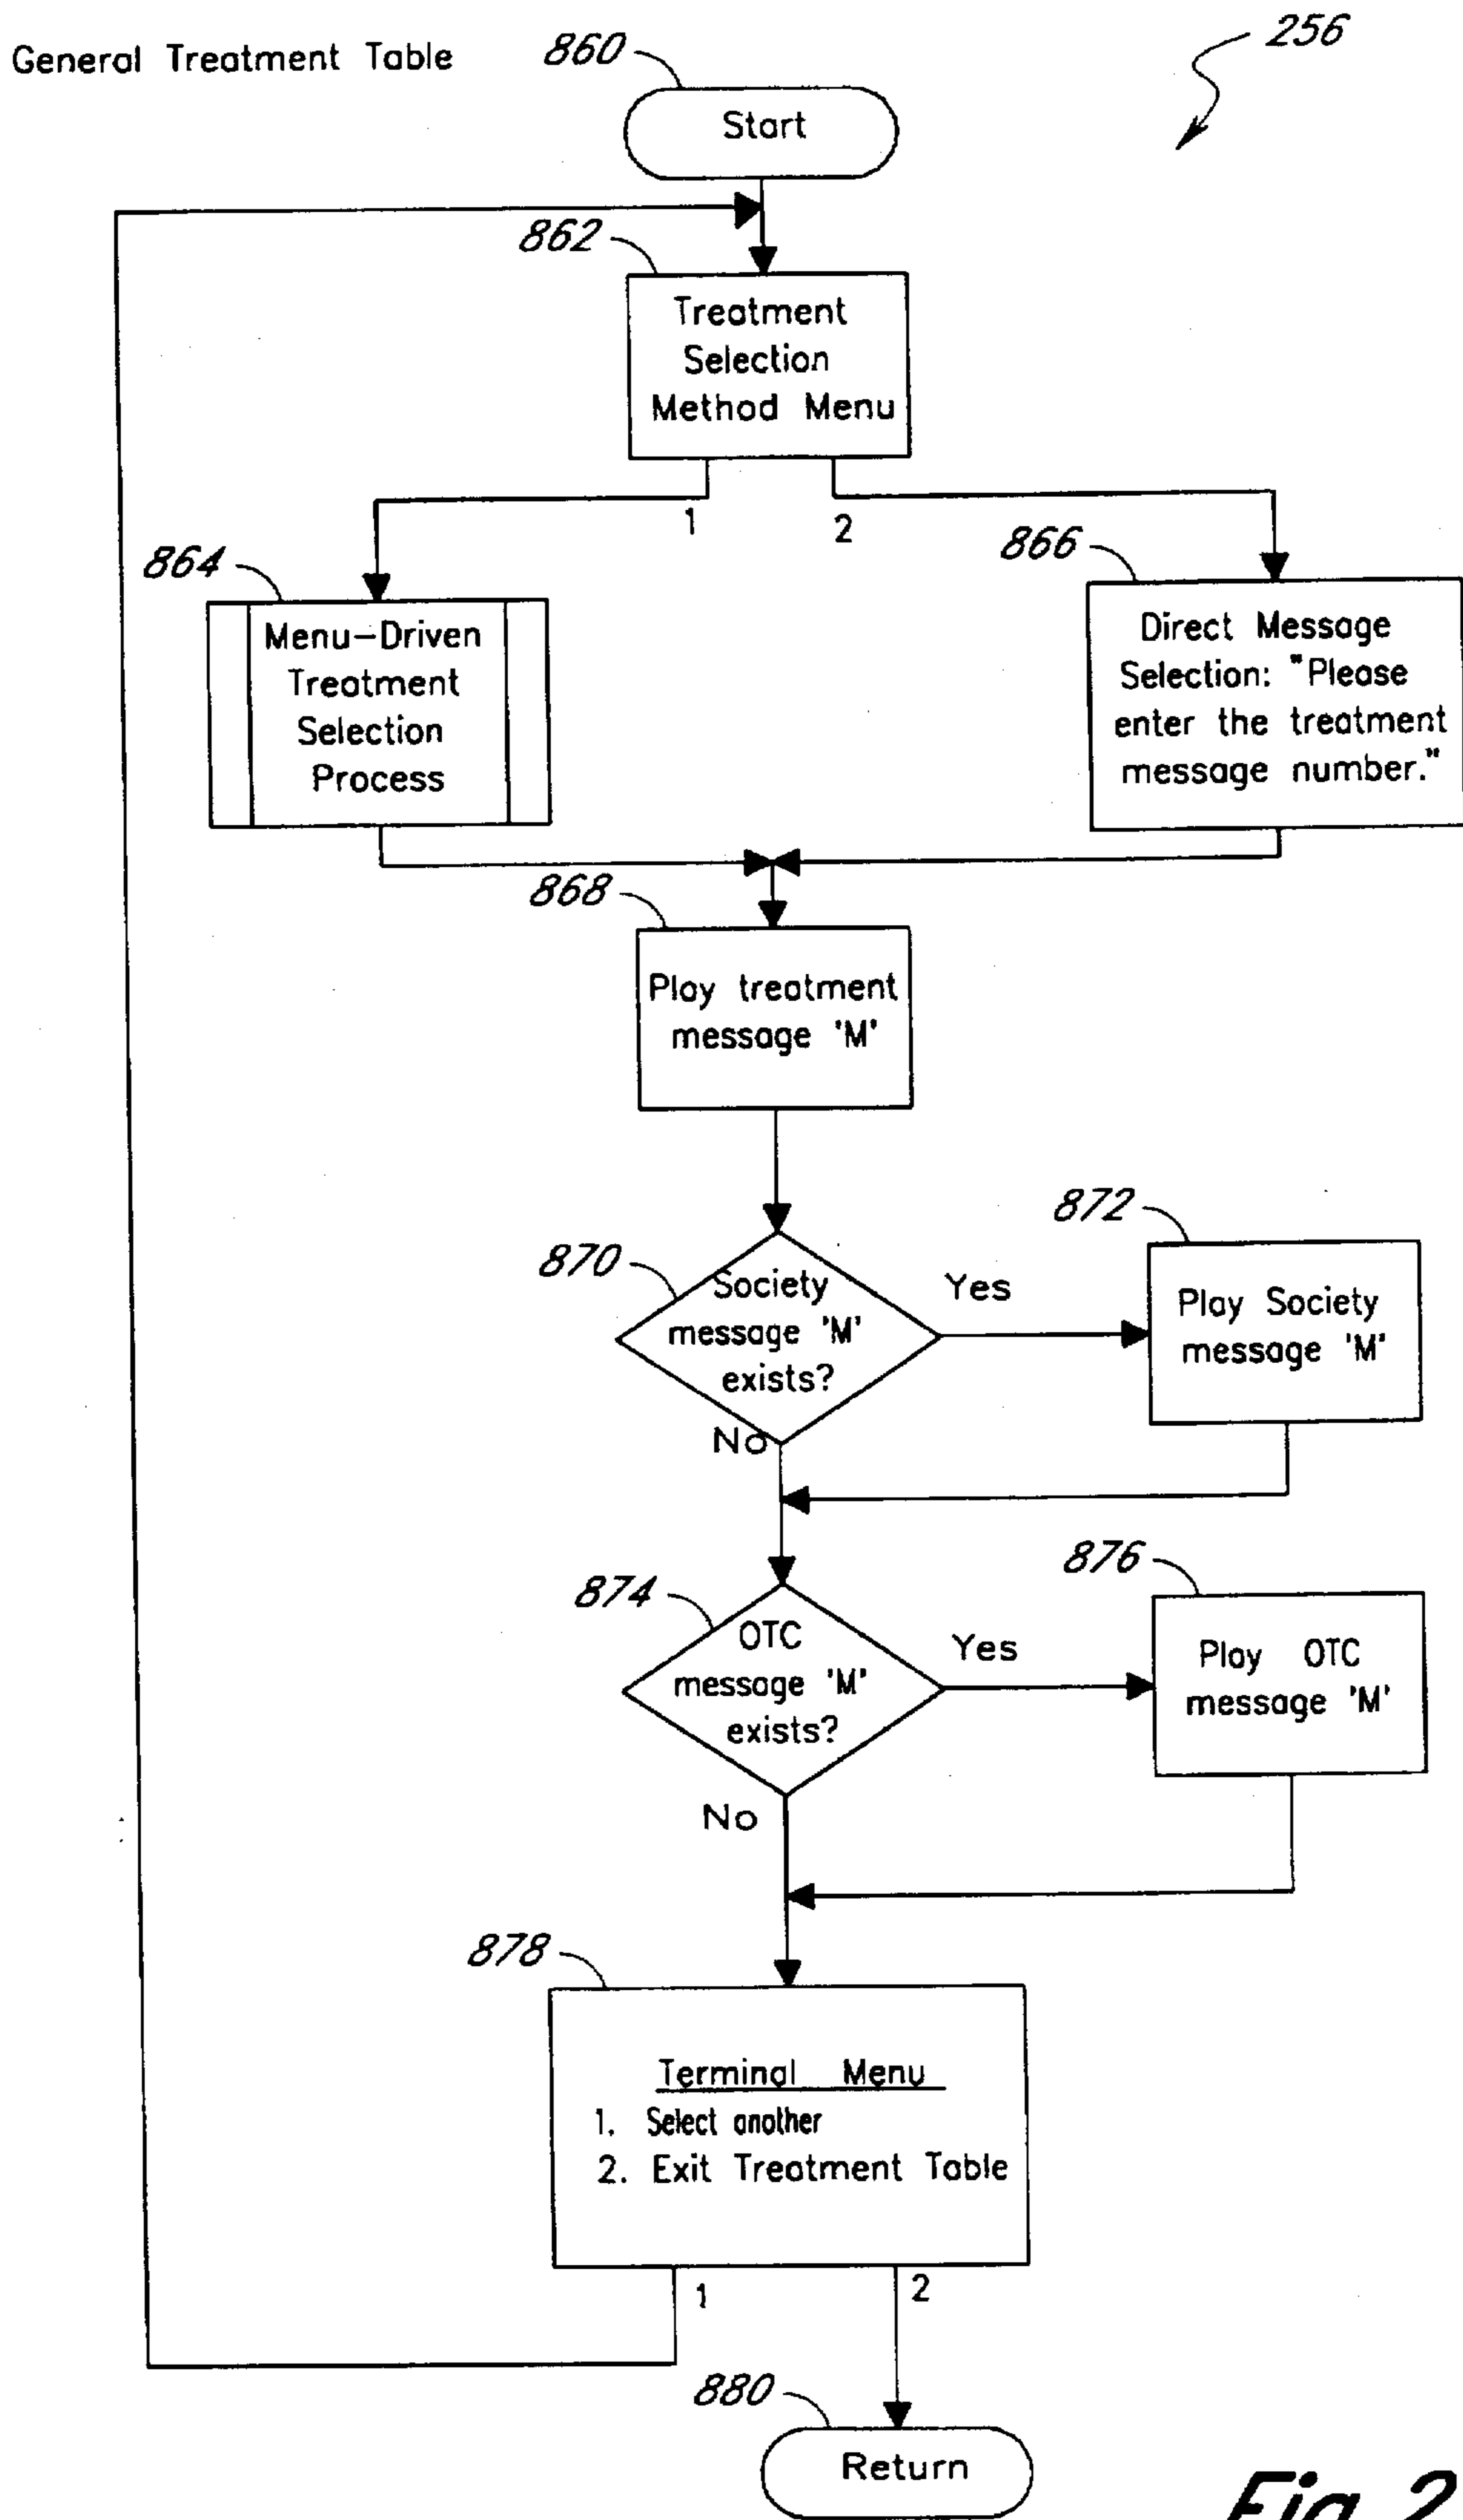 General Treatment Table
860
256
Start
862
Treatment
Selection
Method Menu
1
2
864
866
Menu-Driven
Treatment
Selection
Process
Direct Message
Selection: "Please
enter the treatment
message number."
868
Play treatment
message 'M'
870
Society
message 'M'
exists?
Yes
No
872
Play Society
message 'M'
874
OTC
message 'M'
exists?
Yes
No
876
Play OTC
message 'M'
878
Terminal Menu
1. Select another
2. Exit Treatment Table
1
2
880
Return
Fig.2